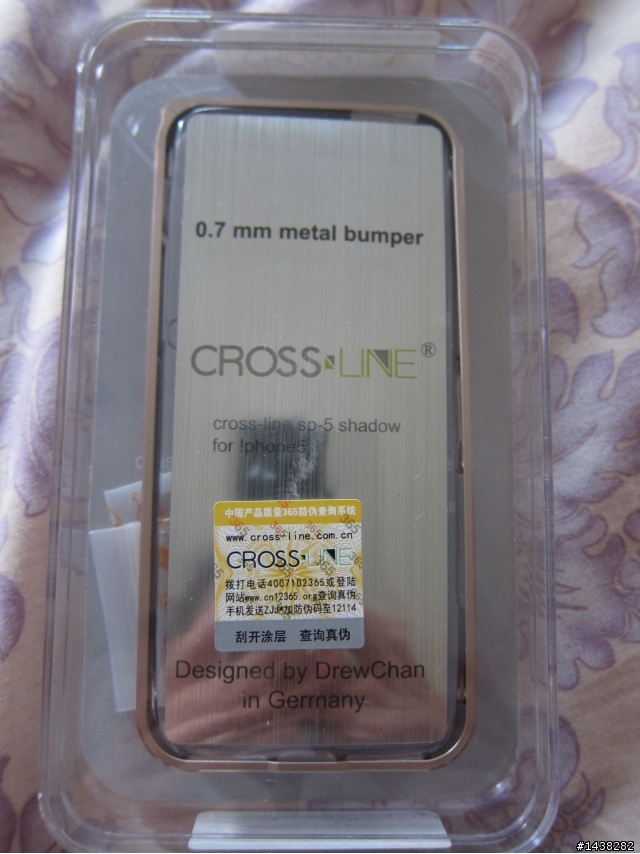 0.7 mm metal bumper
CROSS LINE®
cross-line sp-5 shadow
for !phone5
中国产品质量365防伪查询系统
www.cross-line.com.cn
CROSS LINE
拨打电话4007102365或登陆
网站www.cn12365.org查询真伪
手机发送ZJJ*加防伪码至12114
刮开涂层 查询真伪
Designed by DrewChan
in Germany
#1438282